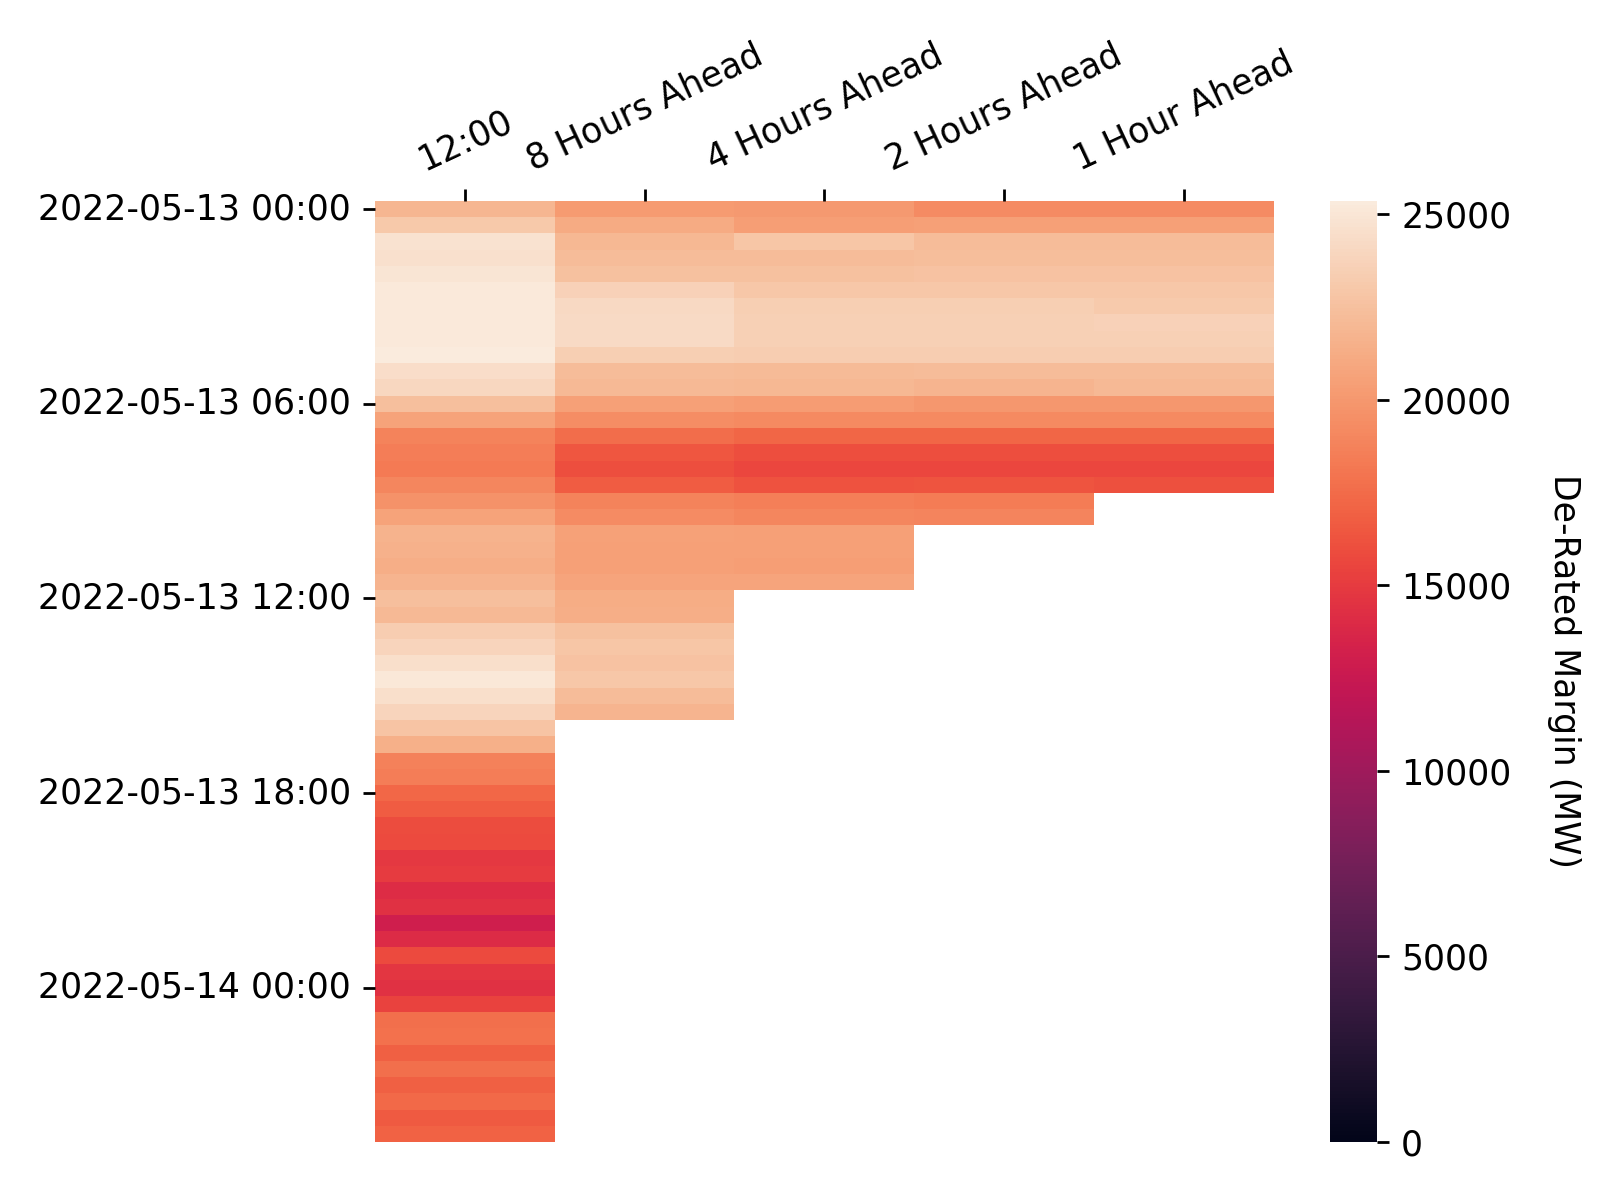 12:00
8 Hours Ahead
4 Hours Ahead
2 Hours Ahead
1 Hour Ahead
2022-05-13 00:00
2022-05-13 06:00
2022-05-13 12:00
2022-05-13 18:00
2022-05-14 00:00
25000
20000
15000
10000
5000
0
De-Rated Margin (MW)